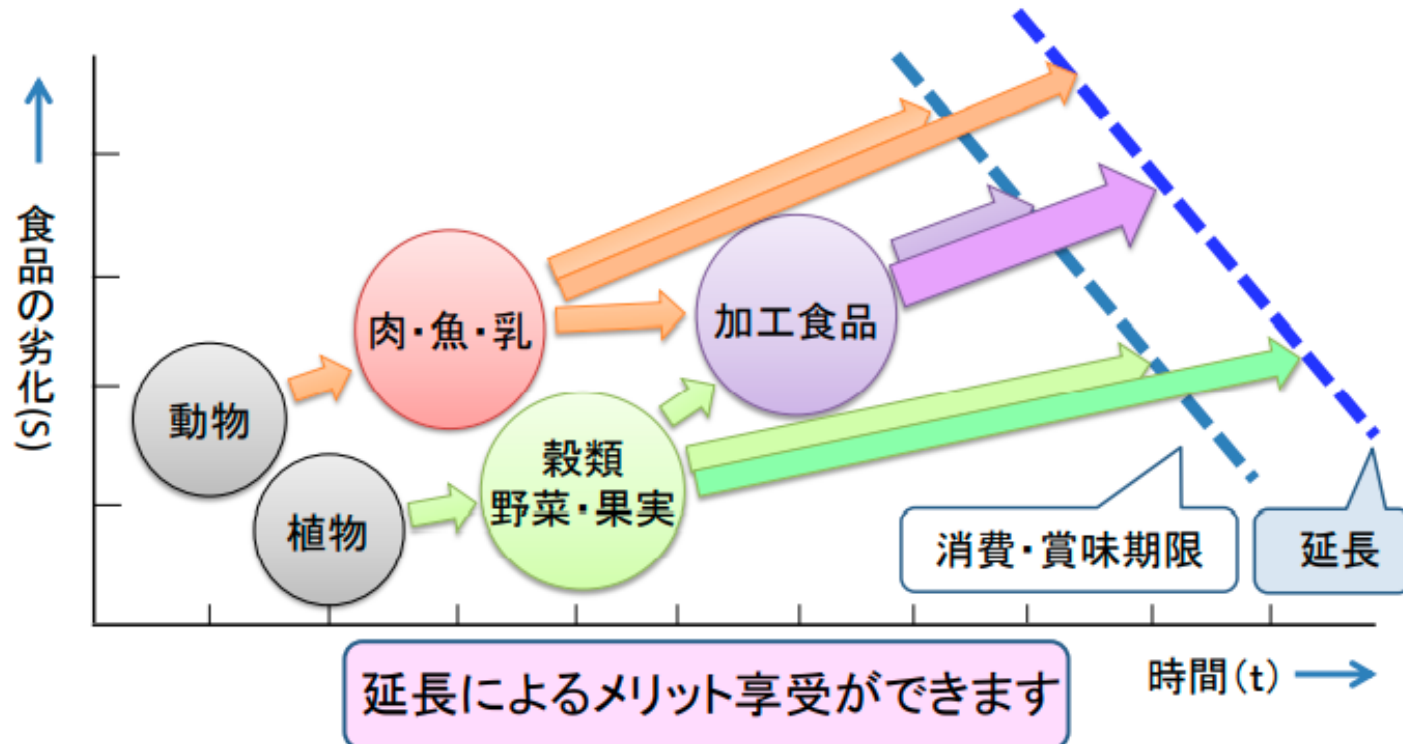 食品の劣化(S)
動物
植物
肉・魚・乳
穀類
野菜・果実
加工食品
消費・賞味期限
延長
時間(t)
延長によるメリット享受ができます